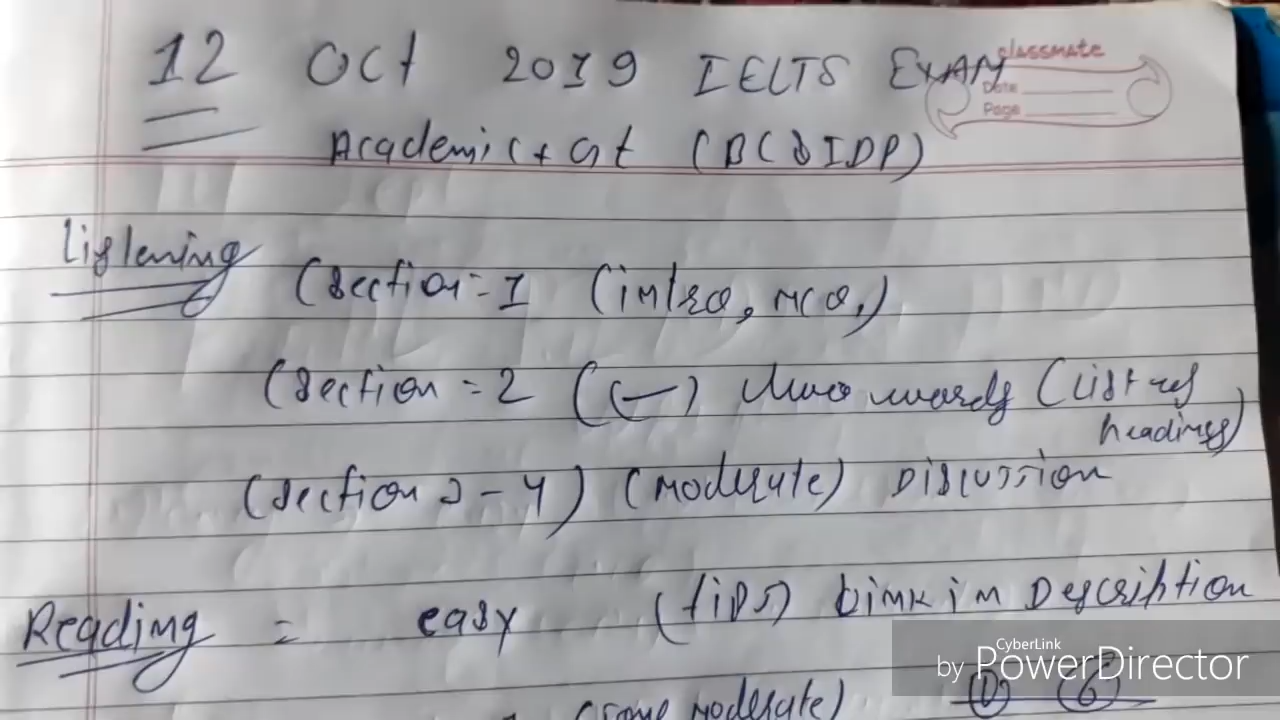 12 Oct 2019 IELTS EXAM
classmate
Date
Page
Academic + Gt (BC & IDP)
Listening
(Section = 1 (intro, MCQ,)
(Section = 2 (—) two words (List of
headings)
(Section 3 - 4) (Moderate) Discussion
Reading = easy (tips) Link in Description
(some moderate) (D) (G)
CyberLink
by PowerDirector